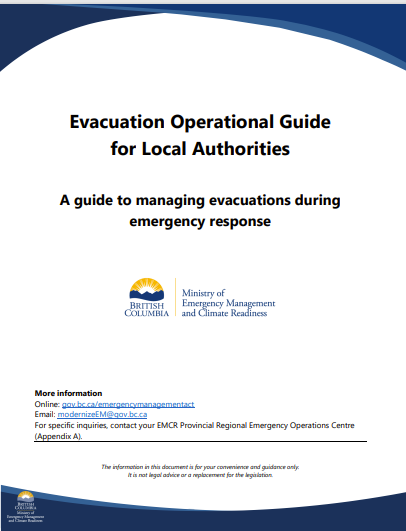 Evacuation Operational Guide
for Local Authorities
A guide to managing evacuations during
emergency response
BRITISH
COLUMBIA
Ministry of
Emergency Management
and Climate Readiness
More information
Online: gov.bc.ca/emergencymanagementact
Email: modernizeEM@gov.bc.ca
For specific inquiries, contact your EMCR Provincial Regional Emergency Operations Centre
(Appendix A).
The information in this document is for your convenience and guidance only.
It is not legal advice or a replacement for the legislation.
BRITISH
COLUMBIA
Ministry of
Emergency Management
and Climate Readiness